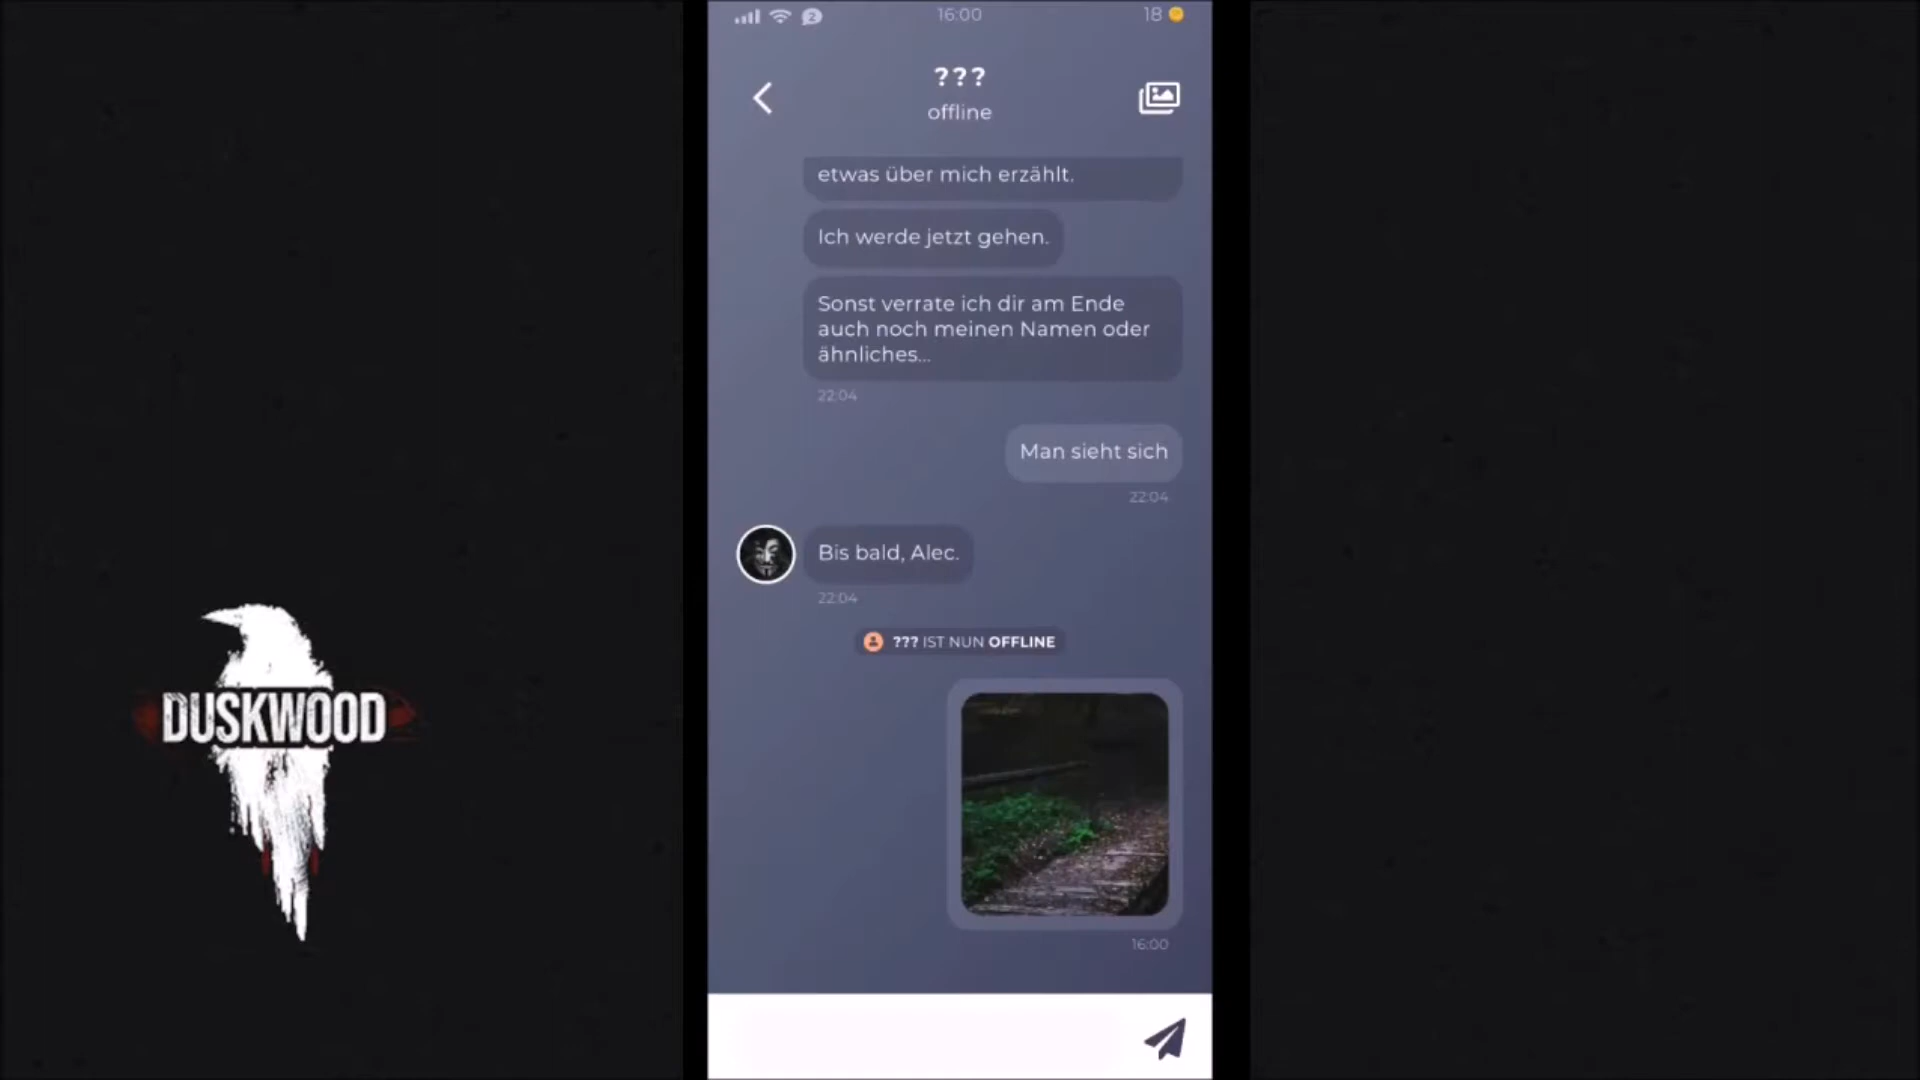 2
16:00
18
???
offline
etwas über mich erzählt.
Ich werde jetzt gehen.
Sonst verrate ich dir am Ende
auch noch meinen Namen oder
ähnliches...
22:04
Man sieht sich
22:04
Bis bald, Alec.
22:04
??? IST NUN OFFLINE
16:00
DUSKWOOD